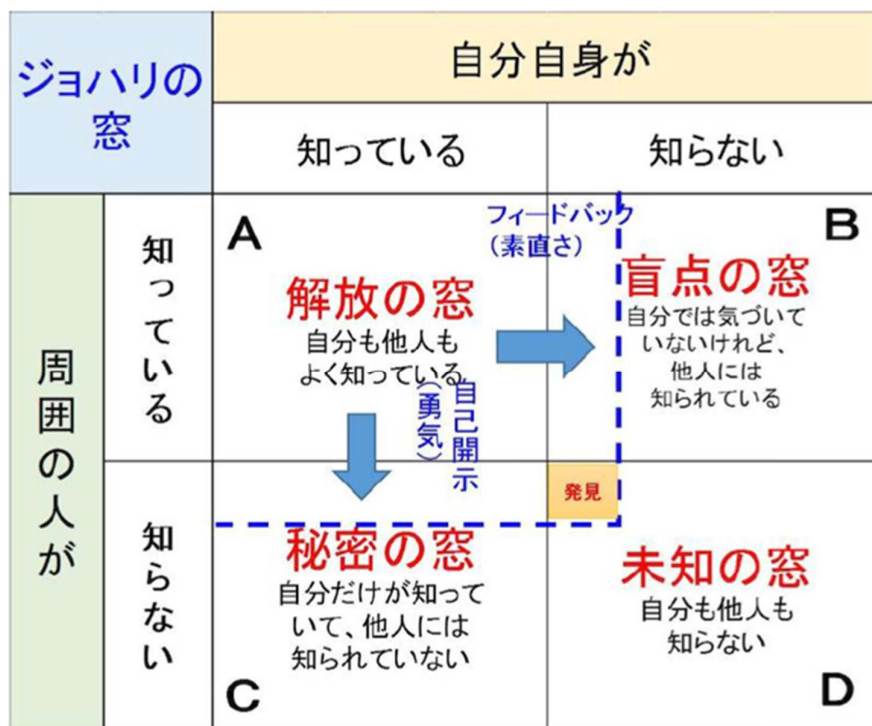 ジョハリの
窓
自分自身が
知っている
知らない
周囲の人が
知っている
知らない
A
解放の窓
自分も他人も
よく知っている
フィードバック
(素直さ)
B
盲点の窓
自分では気づいて
いないけれど、
他人には
知られている
自己開示
(勇気)
発見
秘密の窓
自分だけが知って
いて、他人には
知られていない
C
未知の窓
自分も他人も
知らない
D